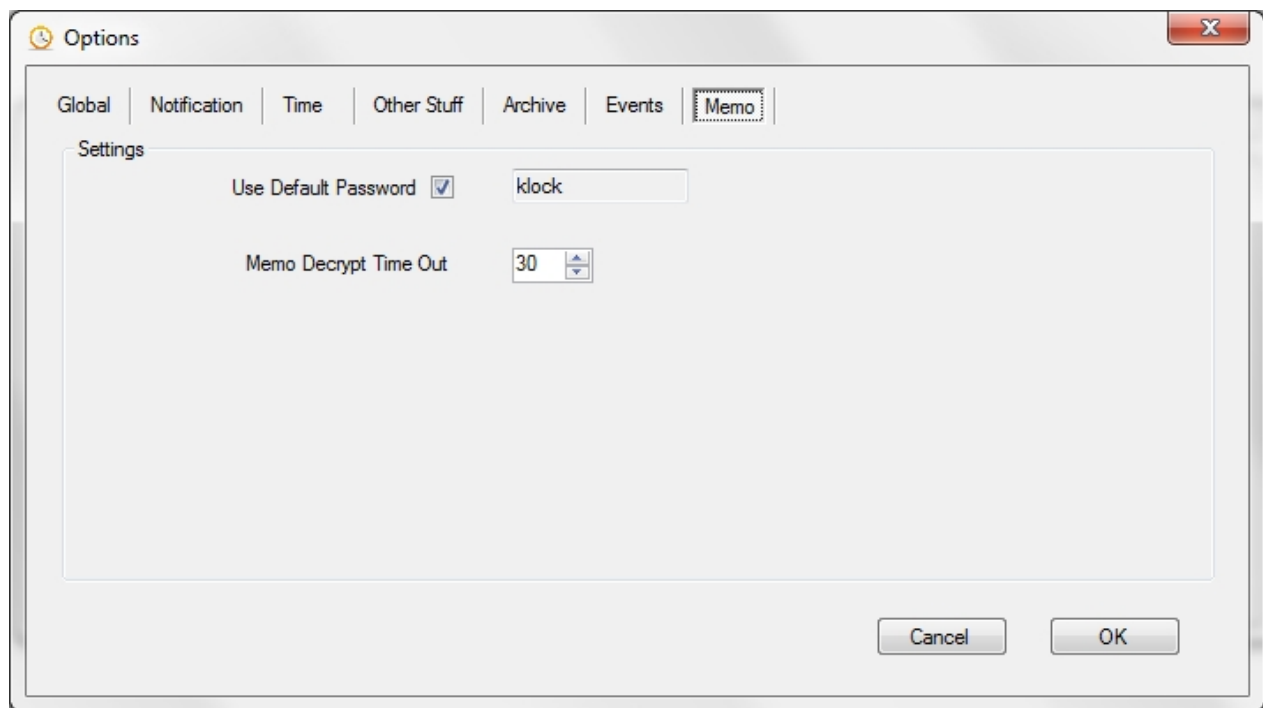 Options
Global Notification Time Other Stuff Archive Events Memo
Settings
Use Default Password klock
Memo Decrypt Time Out 30
Cancel OK